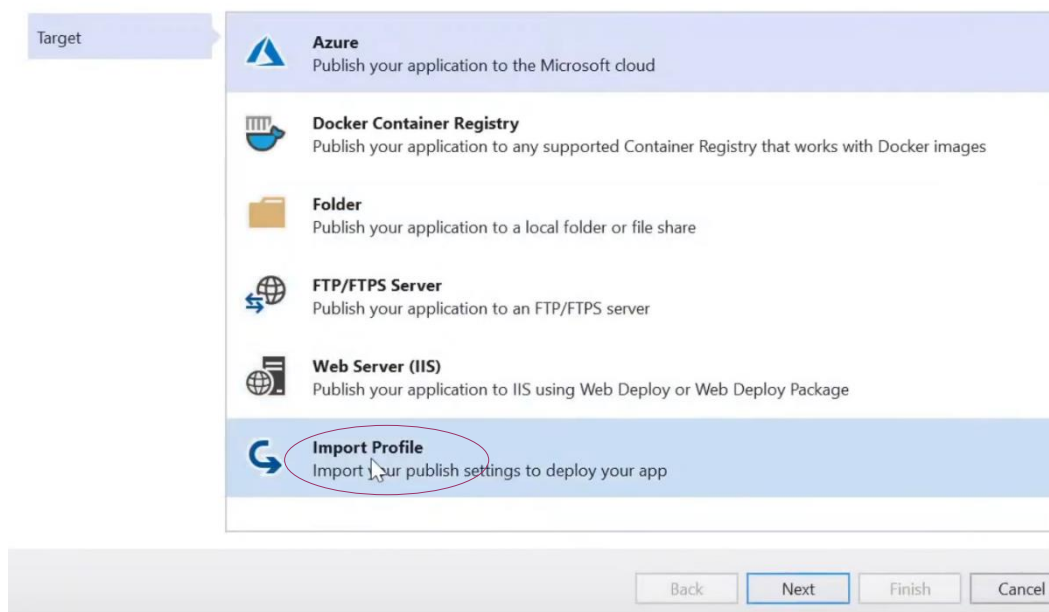 Target
Azure
Publish your application to the Microsoft cloud
Docker Container Registry
Publish your application to any supported Container Registry that works with Docker images
Folder
Publish your application to a local folder or file share
FTP/FTPS Server
Publish your application to an FTP/FTPS server
Web Server (IIS)
Publish your application to IIS using Web Deploy or Web Deploy Package
Import Profile
Import your publish settings to deploy your app
Back
Next
Finish
Cancel